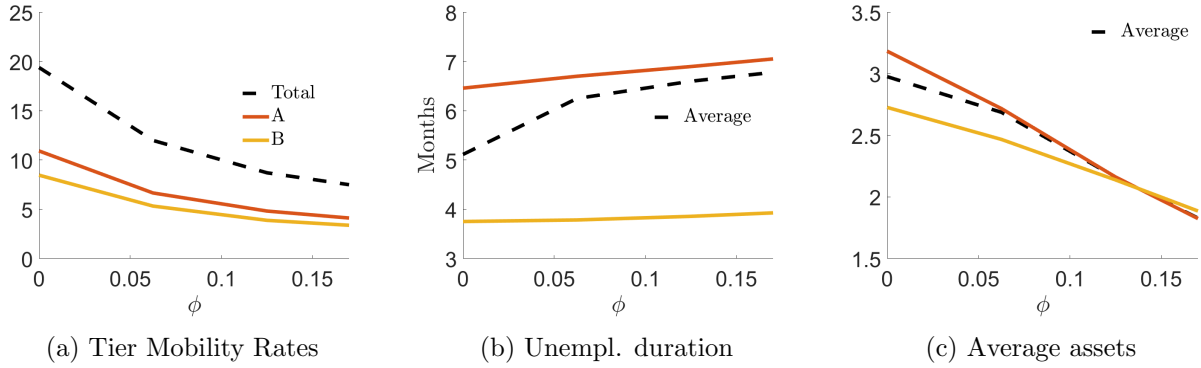 25
20
15
10
5
0
0
0.05
0.1
0.15
ϕ
Total
A
B
(a) Tier Mobility Rates
8
7
6
5
4
3
Months
0
0.05
0.1
0.15
ϕ
Average
(b) Unempl. duration
3.5
3
2.5
2
1.5
0
0.05
0.1
0.15
ϕ
Average
(c) Average assets